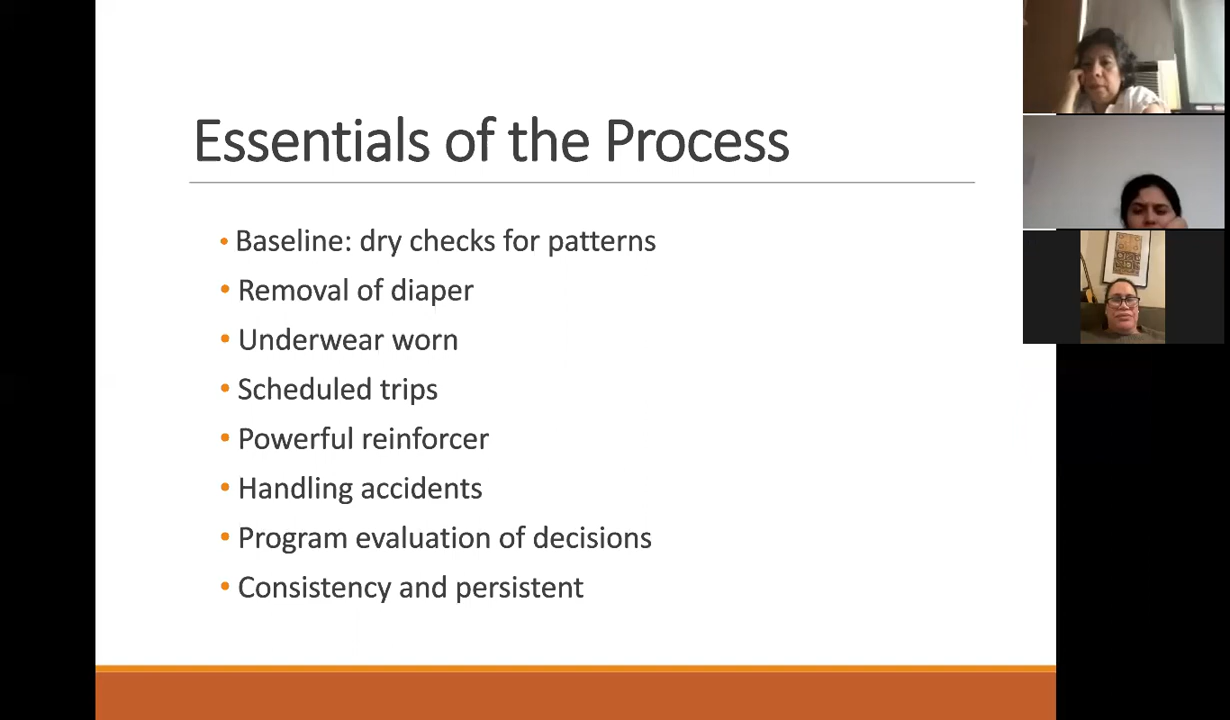 Essentials of the Process
• Baseline: dry checks for patterns
• Removal of diaper
• Underwear worn
• Scheduled trips
• Powerful reinforcer
• Handling accidents
• Program evaluation of decisions
• Consistency and persistent